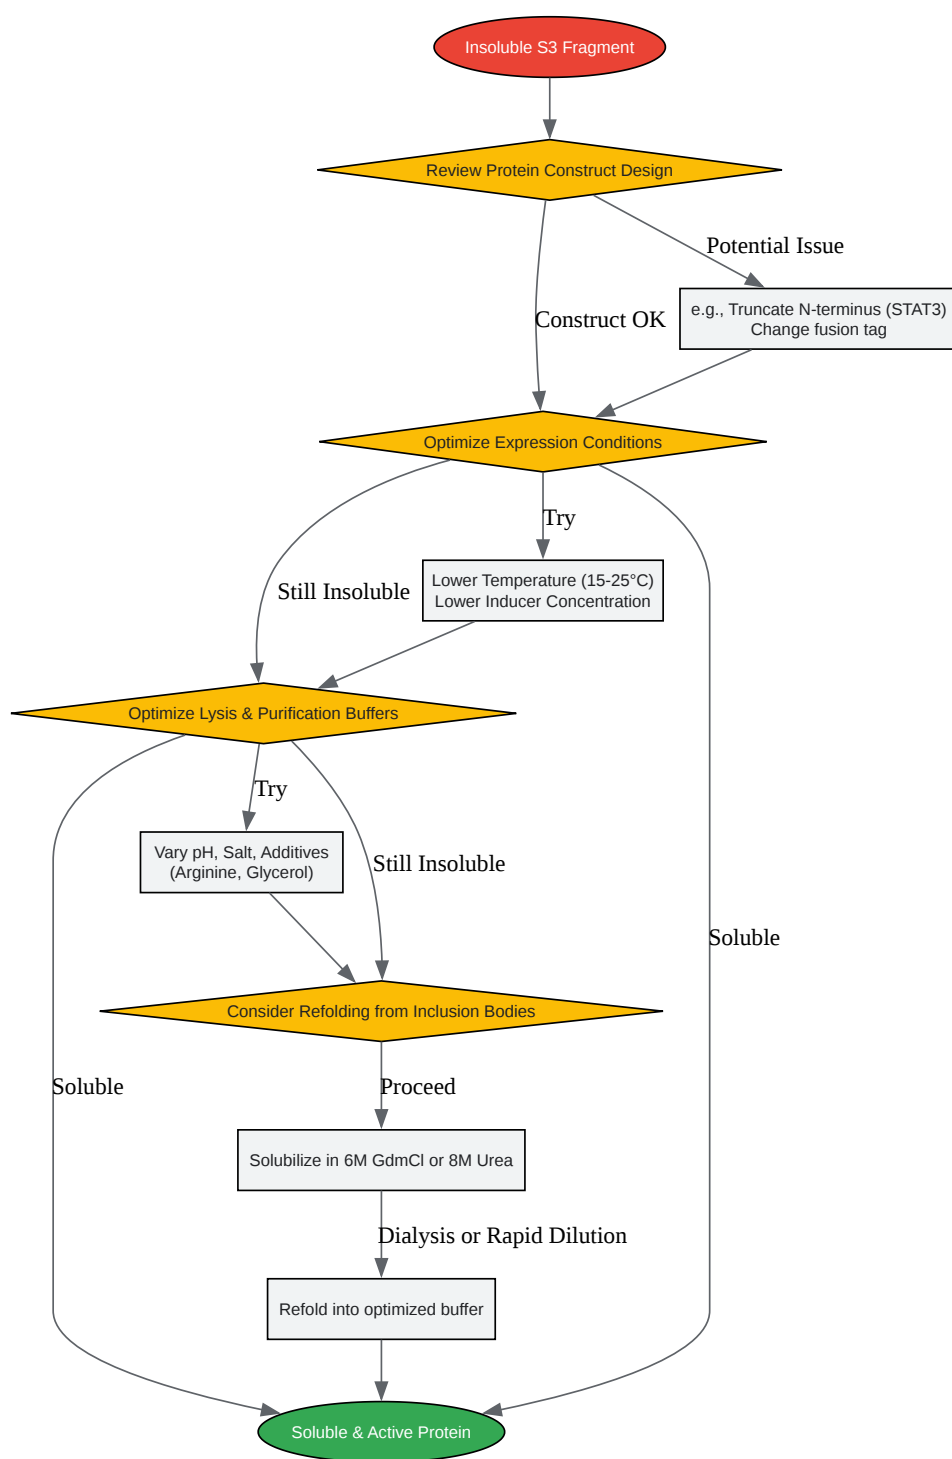 Insoluble S3 Fragment
Review Protein Construct Design
Potential Issue
e.g., Truncate N-terminus (STAT3)
Change fusion tag
Construct OK
Optimize Expression Conditions
Try
Lower Temperature (15-25°C)
Lower Inducer Concentration
Still Insoluble
Optimize Lysis & Purification Buffers
Try
Vary pH, Salt, Additives
(Arginine, Glycerol)
Still Insoluble
Soluble
Consider Refolding from Inclusion Bodies
Soluble
Proceed
Solubilize in 6M GdmCl or 8M Urea
Dialysis or Rapid Dilution
Refold into optimized buffer
Soluble & Active Protein